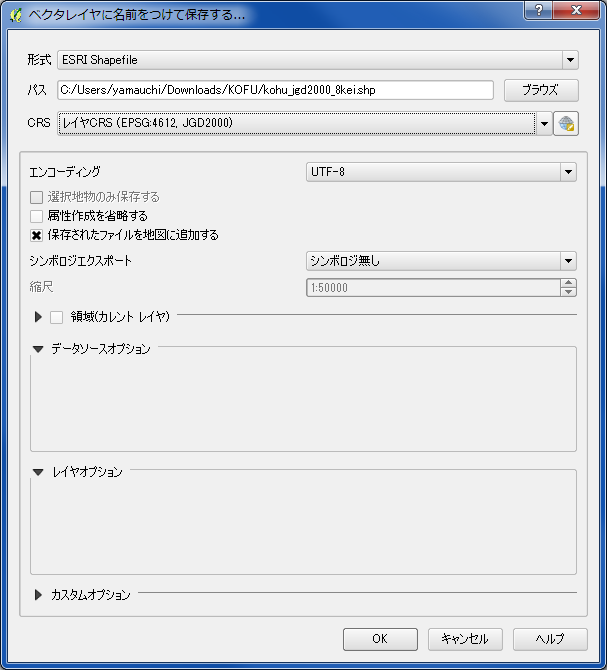 ベクタレイヤに名前をつけて保存する...
形式 ESRI Shapefile
パス C:/Users/yamauchi/Downloads/KOFU/kohu_jgd2000_8kei.shp ブラウズ
CRS レイヤCRS (EPSG:4612, JGD2000)
エンコーディング UTF-8
選択地物のみ保存する
属性作成を省略する
保存されたファイルを地図に追加する
シンボロジエクスポート シンボロジ無し
縮尺 1:50000
領域(カレント レイヤ)
データソースオプション
レイヤオプション
カスタムオプション
OK キャンセル ヘルプ